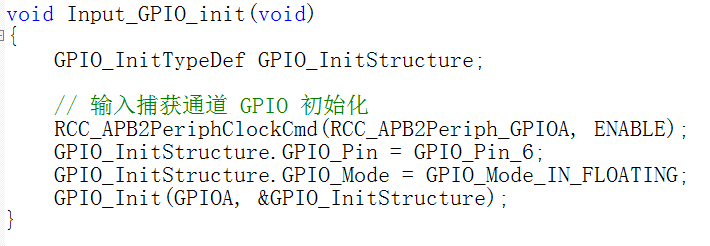 void Input_GPIO_init(void)
{
    GPIO_InitTypeDef GPIO_InitStructure;
    // 输入捕获通道 GPIO 初始化
    RCC_APB2PeriphClockCmd(RCC_APB2Periph_GPIOA, ENABLE);
    GPIO_InitStructure.GPIO_Pin = GPIO_Pin_6;
    GPIO_InitStructure.GPIO_Mode = GPIO_Mode_IN_FLOATING;
    GPIO_Init(GPIOA, &GPIO_InitStructure);
}